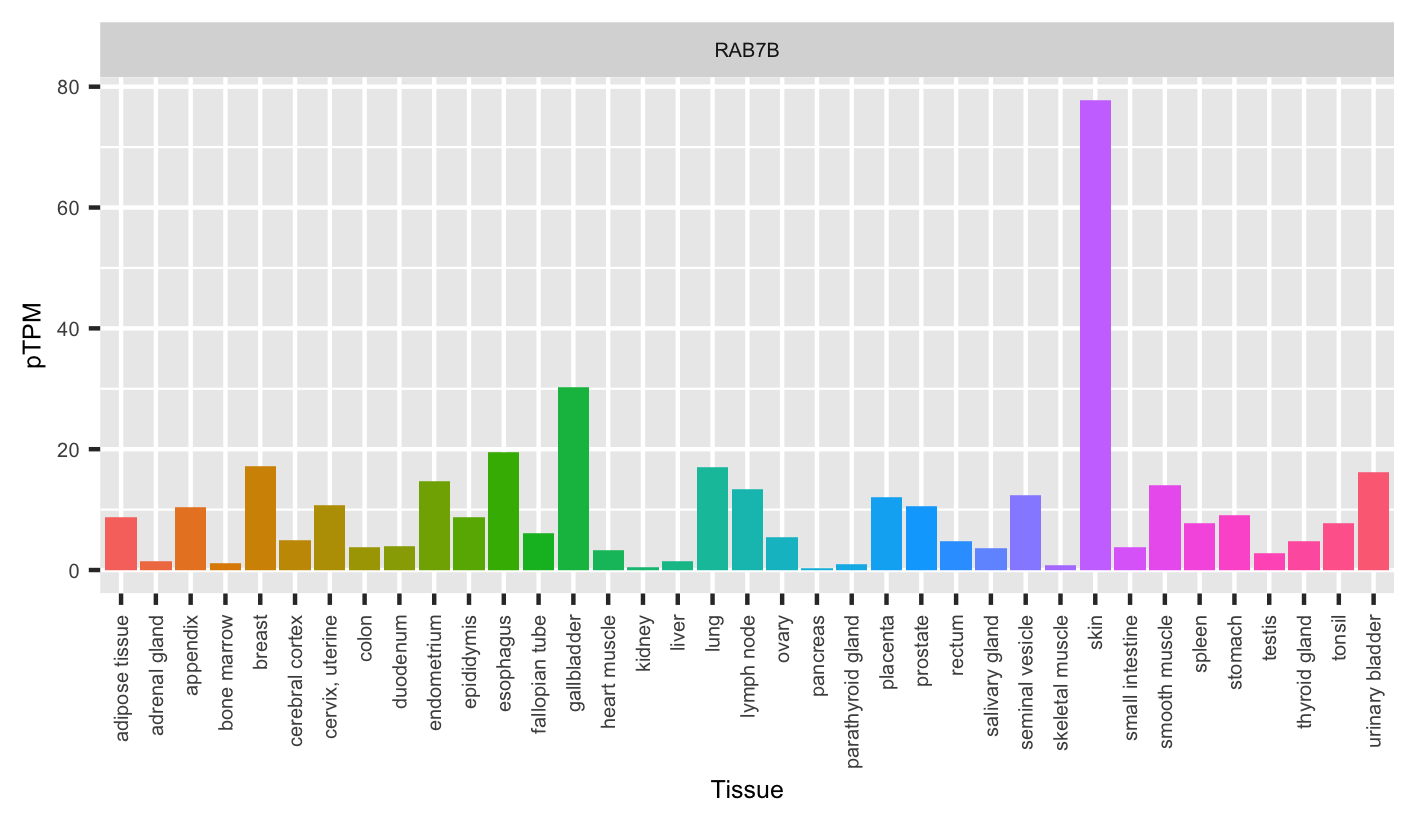 RAB7B
80
60
40
20
0
pTPM
adipose tissue
adrenal gland
appendix
bone marrow
breast
cerebral cortex
cervix, uterine
colon
duodenum
endometrium
epididymis
esophagus
fallopian tube
gallbladder
heart muscle
kidney
liver
lung
lymph node
ovary
pancreas
parathyroid gland
placenta
prostate
rectum
salivary gland
seminal vesicle
skeletal muscle
skin
small intestine
smooth muscle
spleen
stomach
testis
thyroid gland
tonsil
urinary bladder
Tissue